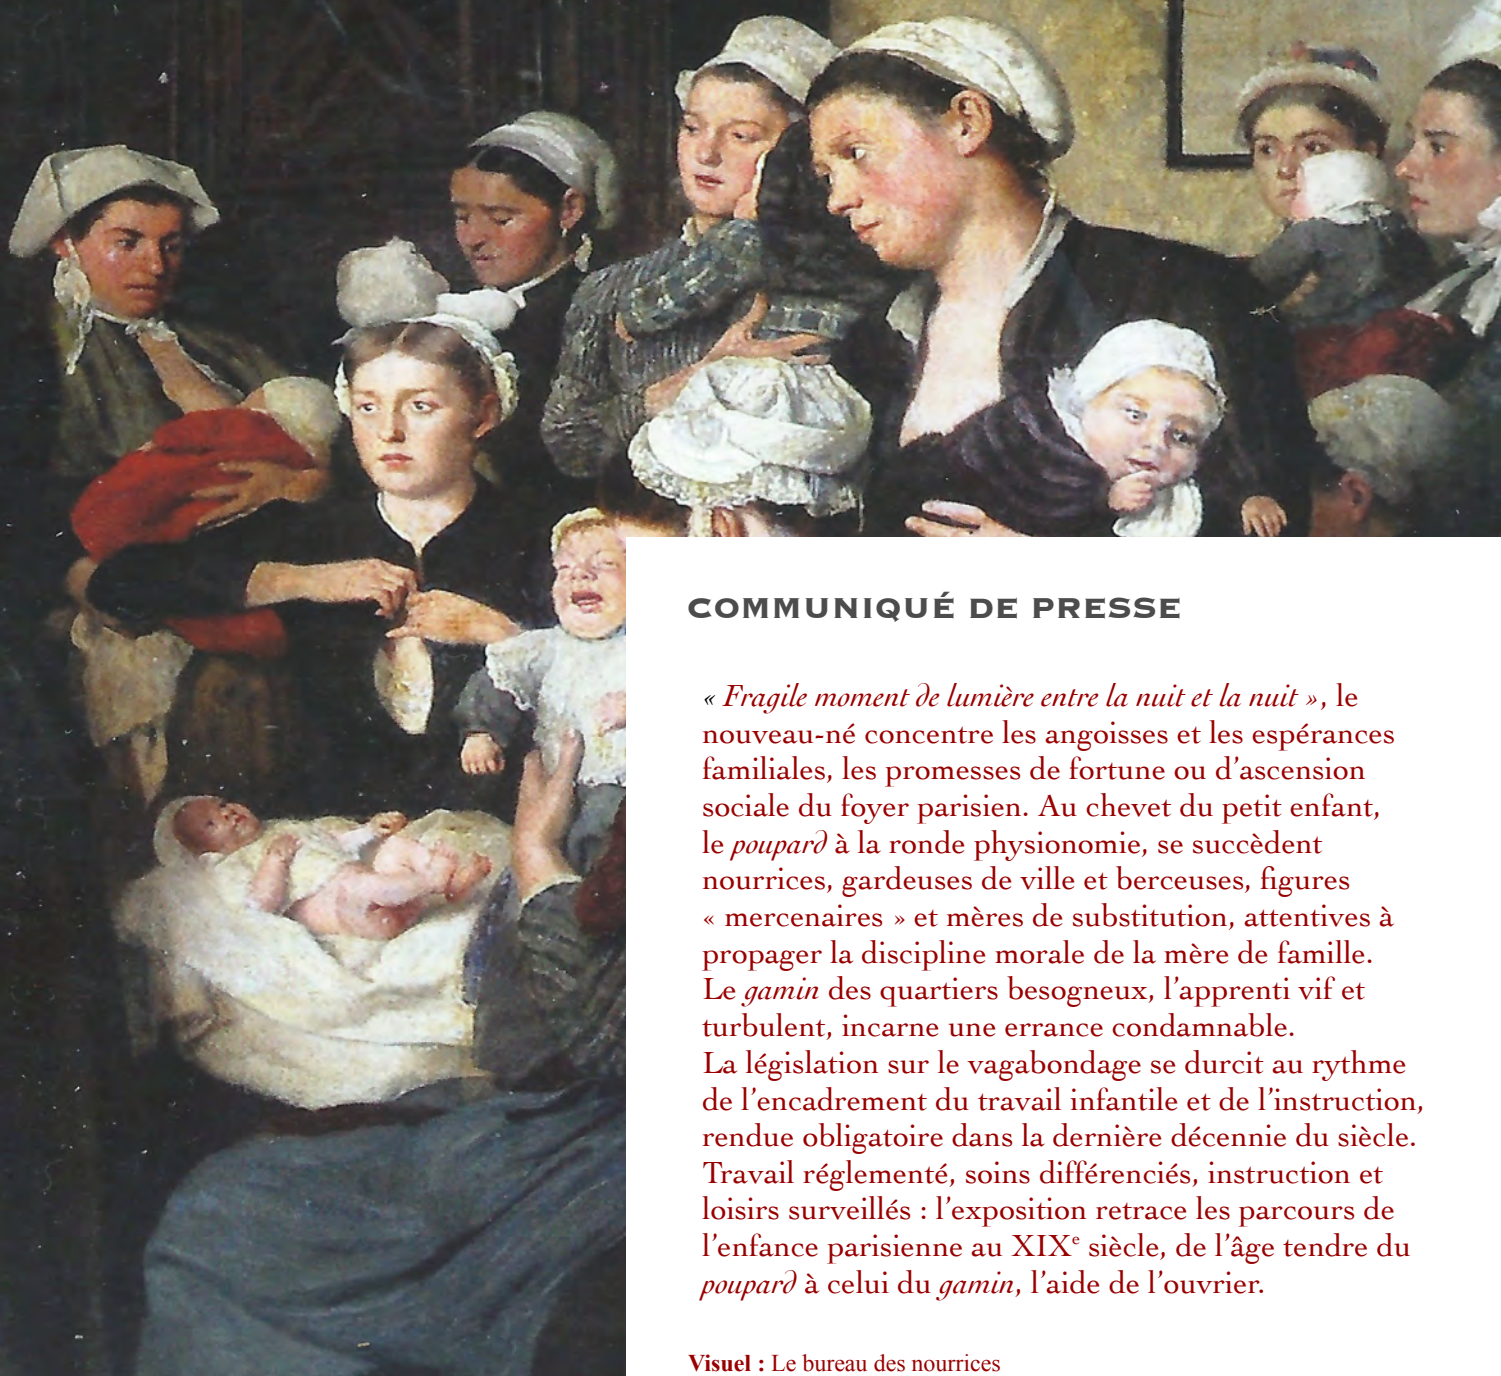 COMMUNIQUÉ DE PRESSE
« Fragile moment de lumière entre la nuit et la nuit », le
nouveau-né concentre les angoisses et les espérances
familiales, les promesses de fortune ou d’ascension
sociale du foyer parisien. Au chevet du petit enfant,
le poupard à la ronde physionomie, se succèdent
nourrices, gardeuses de ville et berceuses, figures
« mercenaires » et mères de substitution, attentives à
propager la discipline morale de la mère de famille.
Le gamin des quartiers besogneux, l’apprenti vif et
turbulent, incarne une errance condamnable.
La législation sur le vagabondage se durcit au rythme
de l’encadrement du travail infantile et de l’instruction,
rendue obligatoire dans la dernière décennie du siècle.
Travail réglementé, soins différenciés, instruction et
loisirs surveillés : l’exposition retrace les parcours de
l’enfance parisienne au XIXe siècle, de l’âge tendre du
poupard à celui du gamin, l’aide de l’ouvrier.
Visuel : Le bureau des nourrices